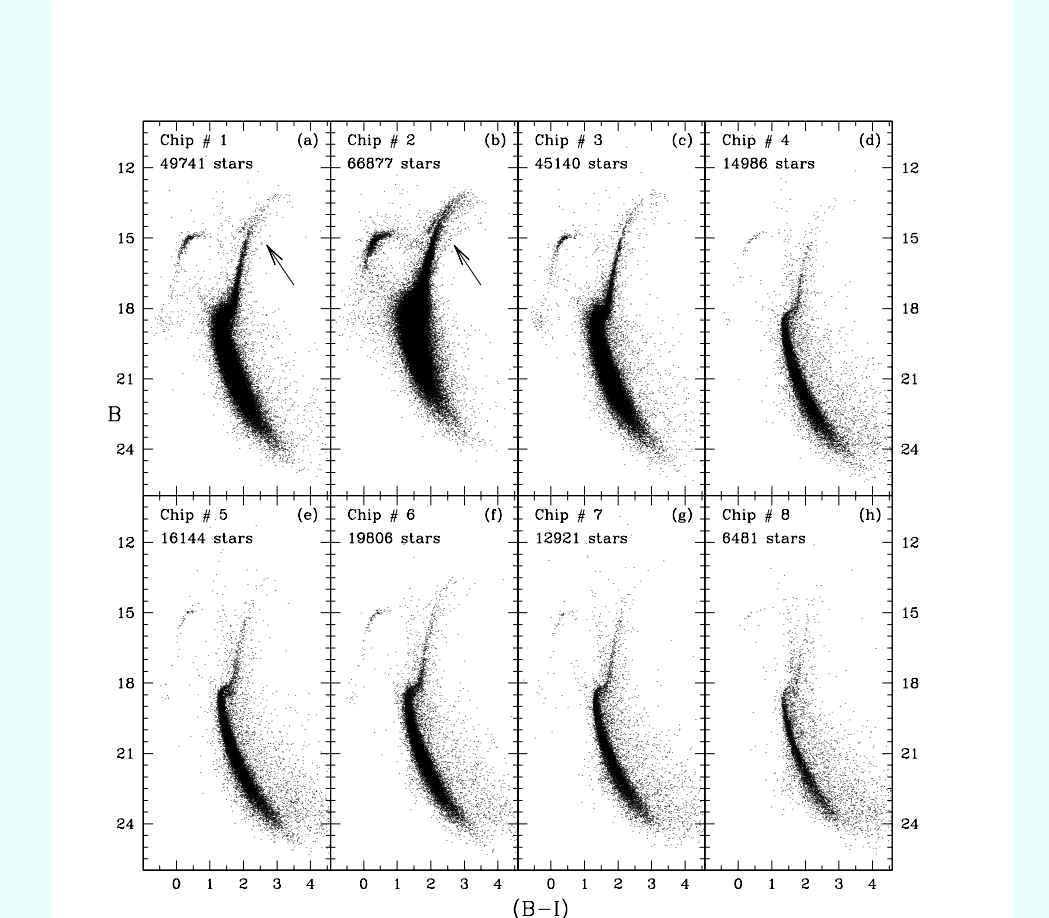 Chip # 1 (a)
49741 stars
Chip # 2 (b)
66877 stars
Chip # 3 (c)
45140 stars
Chip # 4 (d)
14986 stars
12 12
15 15
18 18
21 21
B
24 24
Chip # 5 (e)
16144 stars
Chip # 6 (f)
19806 stars
Chip # 7 (g)
12921 stars
Chip # 8 (h)
6481 stars
12 12
15 15
18 18
21 21
24 24
0 1 2 3 4 0 1 2 3 4 0 1 2 3 4 0 1 2 3 4
(B-I)